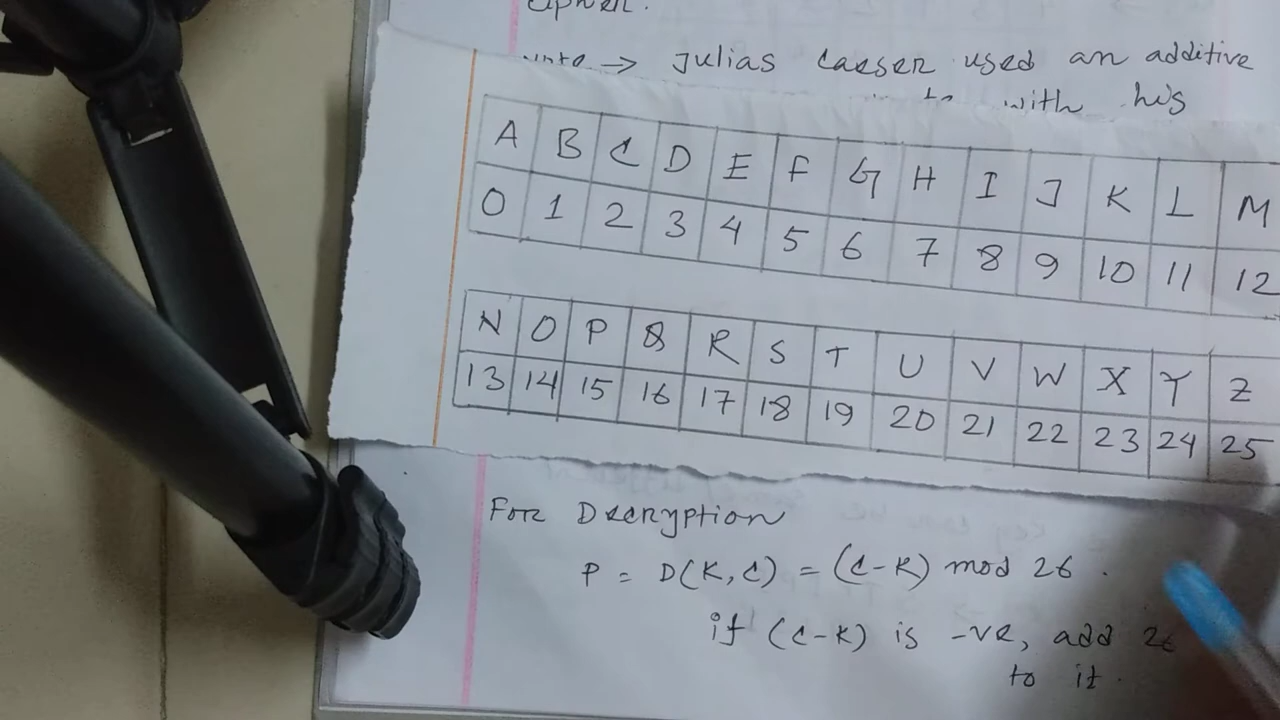 Cipher.
Note → Julias Caeser used an additive
with his
A B C D E F G H I J K L M
0 1 2 3 4 5 6 7 8 9 10 11 12
N O P Q R S T U V W X Y Z
13 14 15 16 17 18 19 20 21 22 23 24 25
For Decryption
P = D(K, C) = (C-K) mod 26.
if (C-K) is -ve, add 26
to it.